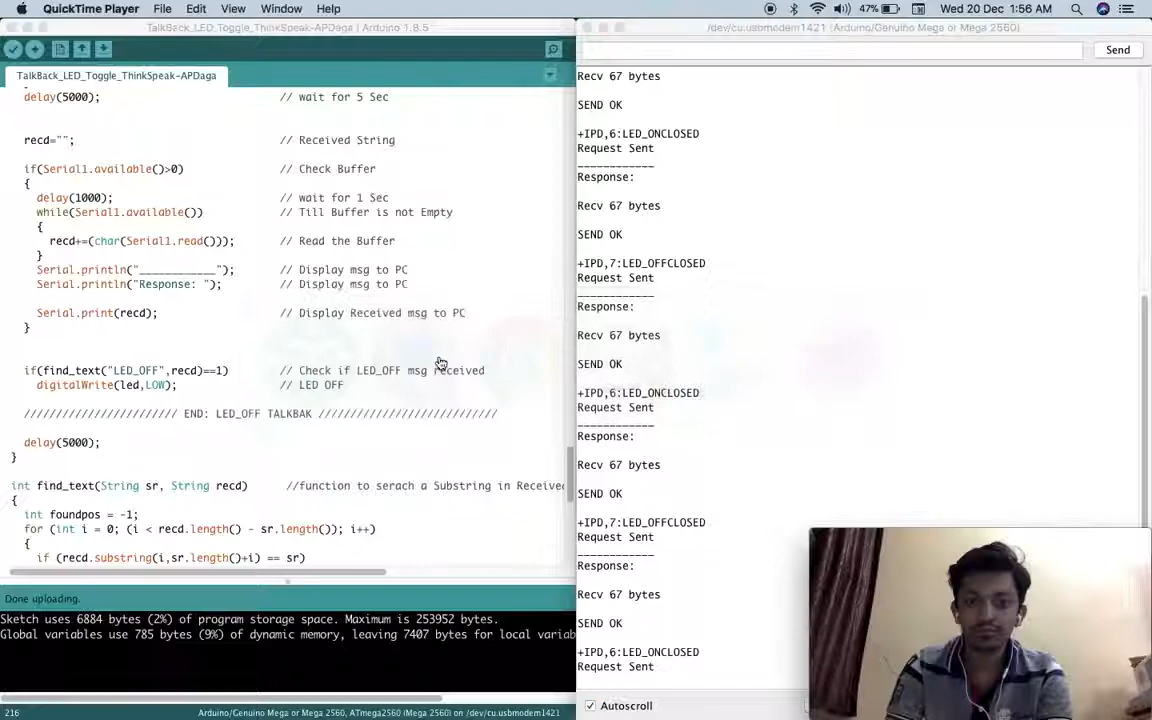 QuickTime Player File Edit View Window Help 47% Wed 20 Dec 1:56 AM
TalkBack_LED_Toggle_ThinkSpeak-APDaga | Arduino 1.8.5
TalkBack_LED_Toggle_ThinkSpeak-APDaga
delay(5000); // wait for 5 Sec
recd=""; // Received String
if(Serial1.available()>0) // Check Buffer
{
delay(1000); // wait for 1 Sec
while(Serial1.available()) // Till Buffer is not Empty
{
recd+=(char(Serial1.read())); // Read the Buffer
}
Serial.println("____________"); // Display msg to PC
Serial.println("Response: "); // Display msg to PC
Serial.print(recd); // Display Received msg to PC
}
if(find_text("LED_OFF",recd)==1) // Check if LED_OFF msg received
digitalWrite(led,LOW); // LED OFF
//////////////////////// END: LED_OFF TALKBAK ////////////////////////////
delay(5000);
}
int find_text(String sr, String recd) //function to serach a Substring in Receive
{
int foundpos = -1;
for (int i = 0; (i < recd.length() - sr.length()); i++)
{
if (recd.substring(i,sr.length()+i) == sr)
Done uploading.
Sketch uses 6884 bytes (2%) of program storage space. Maximum is 253952 bytes.
Global variables use 785 bytes (9%) of dynamic memory, leaving 7407 bytes for local variab
216 Arduino/Genuino Mega or Mega 2560, ATmega2560 (Mega 2560) on /dev/cu.usbmodem1421
/dev/cu.usbmodem1421 (Arduino/Genuino Mega or Mega 2560)
Send
Recv 67 bytes
SEND OK
+IPD,6:LED_ONCLOSED
Request Sent
____________
Response:
Recv 67 bytes
SEND OK
+IPD,7:LED_OFFCLOSED
Request Sent
____________
Response:
Recv 67 bytes
SEND OK
+IPD,6:LED_ONCLOSED
Request Sent
____________
Response:
Recv 67 bytes
SEND OK
+IPD,7:LED_OFFCLOSED
Request Sent
____________
Response:
Recv 67 bytes
SEND OK
+IPD,6:LED_ONCLOSED
Request Sent
Autoscroll